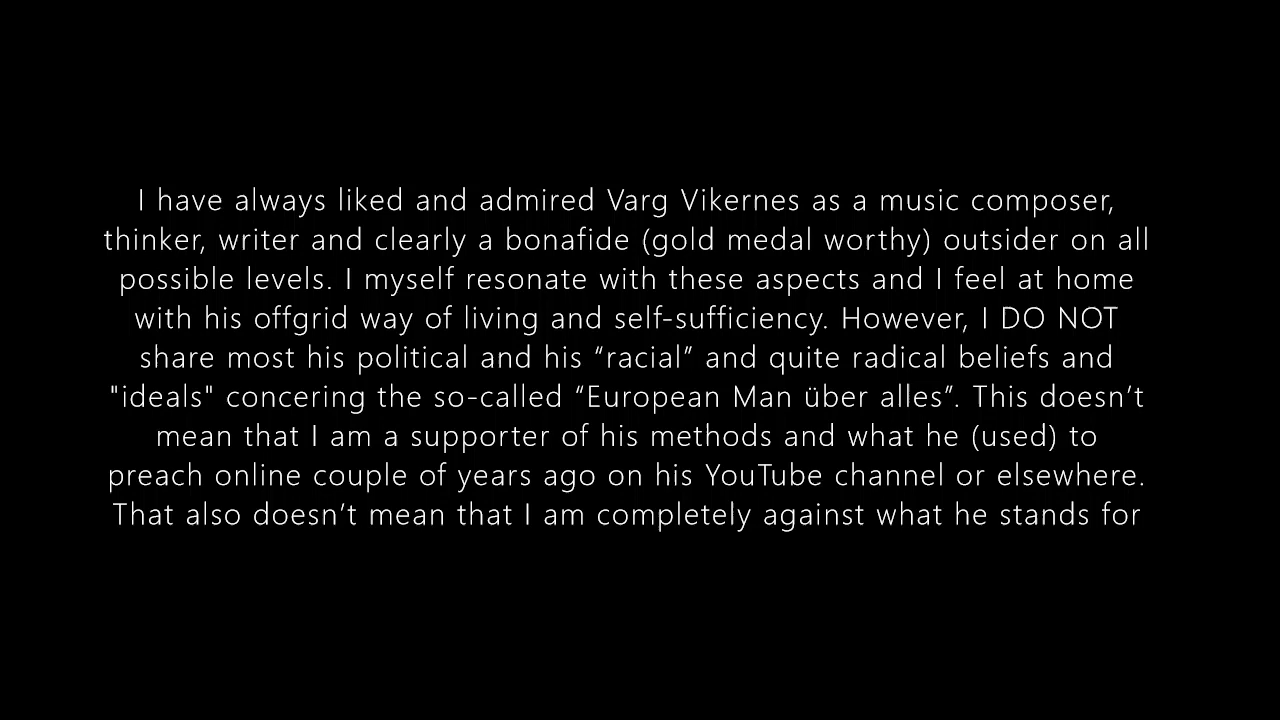 I have always liked and admired Varg Vikernes as a music composer,
thinker, writer and clearly a bonafide (gold medal worthy) outsider on all
possible levels. I myself resonate with these aspects and I feel at home
with his offgrid way of living and self-sufficiency. However, I DO NOT
share most his political and his “racial” and quite radical beliefs and
"ideals" concering the so-called “European Man über alles”. This doesn’t
mean that I am a supporter of his methods and what he (used) to
preach online couple of years ago on his YouTube channel or elsewhere.
That also doesn’t mean that I am completely against what he stands for